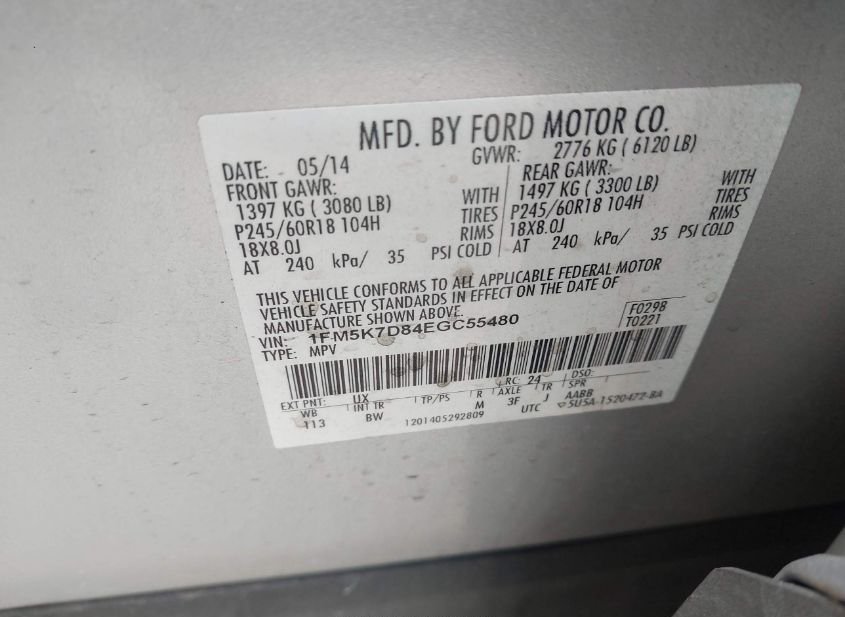 MFD. BY FORD MOTOR CO.
DATE: 05/14
GVWR: 2776 KG ( 6120 LB)
FRONT GAWR:
1397 KG ( 3080 LB) WITH
P245/60R18 104H TIRES
18X8.0J RIMS
AT 240 kPa/ 35 PSI COLD
REAR GAWR:
1497 KG ( 3300 LB) WITH
P245/60R18 104H TIRES
18X8.0J RIMS
AT 240 kPa/ 35 PSI COLD
THIS VEHICLE CONFORMS TO ALL APPLICABLE FEDERAL MOTOR
VEHICLE SAFETY STANDARDS IN EFFECT ON THE DATE OF
MANUFACTURE SHOWN ABOVE.
VIN: 1FM5K7D84EGC55480
TYPE: MPV
F0298
T0221
EXT PNT: UX RC: 24 DSO:
WB INT TR TP/PS R AXLE TR SPR
113 BW M 3F J AABB
1201405292809 UTC 5U5A-1520472-BA